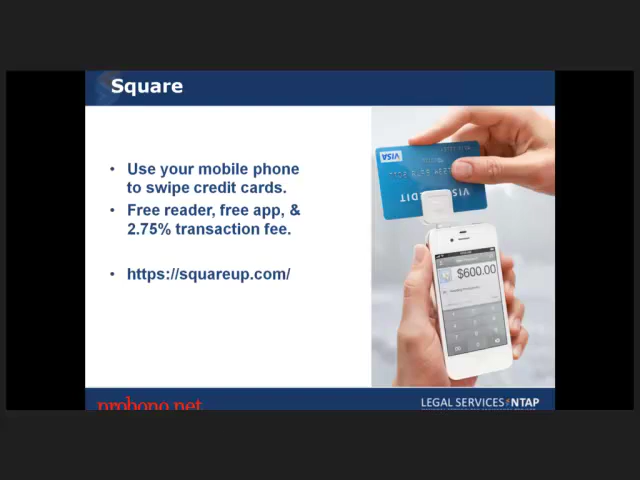 Square
• Use your mobile phone
to swipe credit cards.
• Free reader, free app, &
2.75% transaction fee.
• https://squareup.com/
VISA
$600.00
probono.net
LEGAL SERVICES NTAP